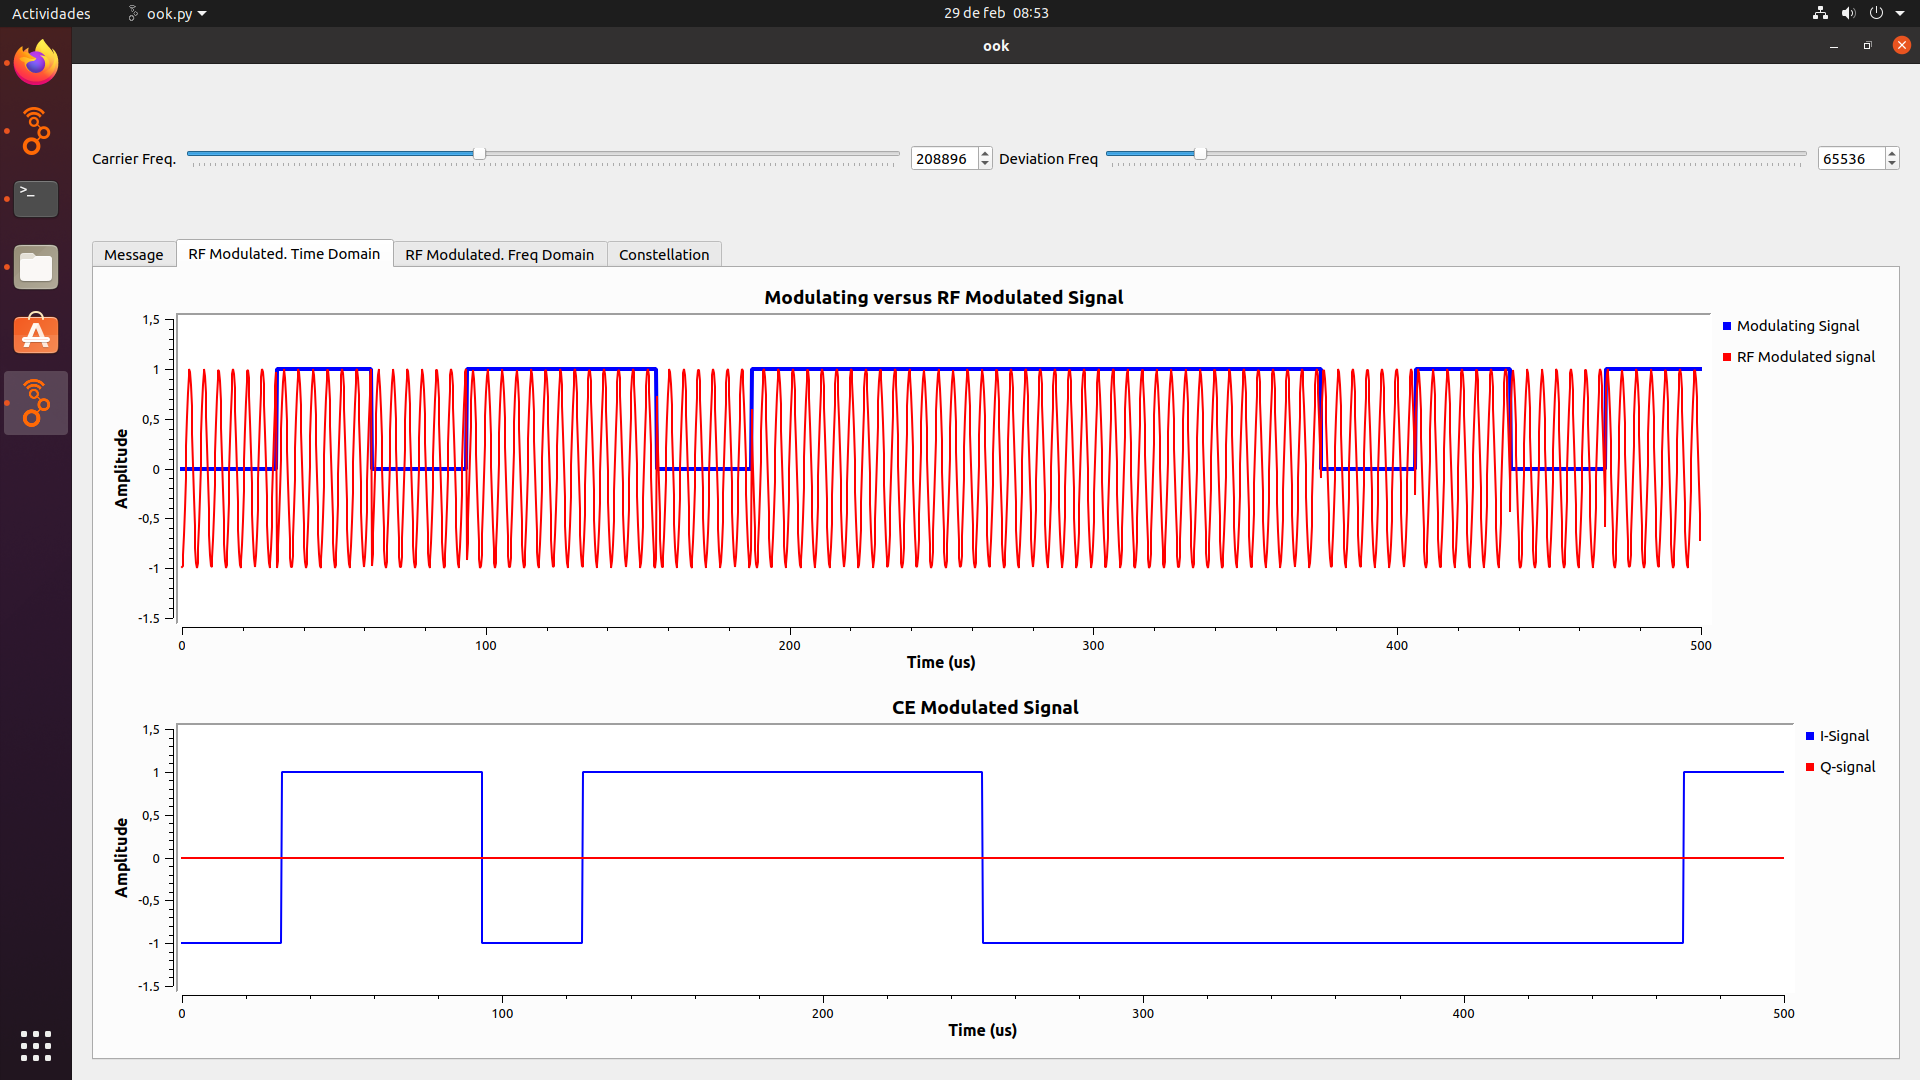 Actividades ook.py 29 de feb 08:53
ook
Carrier Freq. 208896 Deviation Freq 65536
Message RF Modulated. Time Domain RF Modulated. Freq Domain Constellation
Modulating versus RF Modulated Signal
1,5
1
0,5
0
-0,5
-1
-1.5
Amplitude
Modulating Signal
RF Modulated signal
0 100 200 300 400 500
Time (us)
CE Modulated Signal
1,5
1
0,5
0
-0,5
-1
-1.5
Amplitude
I-Signal
Q-signal
0 100 200 300 400 500
Time (us)